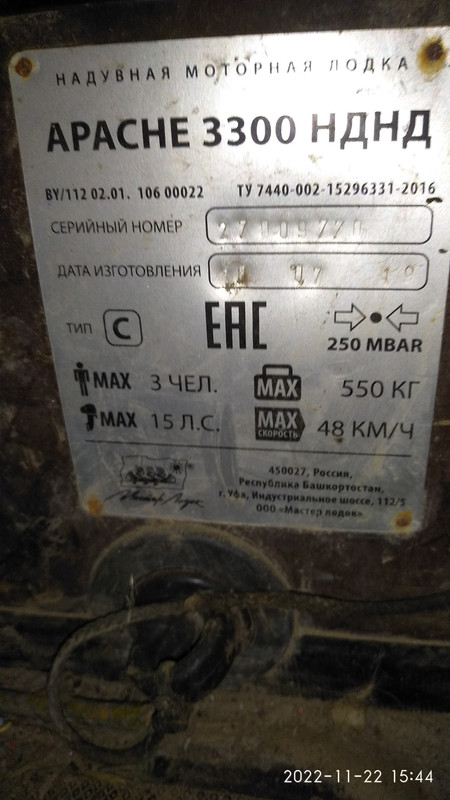 НАДУВНАЯ МОТОРНАЯ ЛОДКА
APACHE 3300 НДНД
BY/112 02.01. 106 00022 ТУ 7440-002-15296331-2016
СЕРИЙНЫЙ НОМЕР
ДАТА ИЗГОТОВЛЕНИЯ
ТИП C EAC 250 MBAR
MAX 3 ЧЕЛ. MAX 550 КГ
MAX 15 Л.С. MAX СКОРОСТЬ 48 КМ/Ч
450027, Россия,
Республика Башкортостан,
г. Уфа, Индустриальное шоссе, 112/5
ООО «Мастер лодок»
Мастер Лодок
2022-11-22 15:44